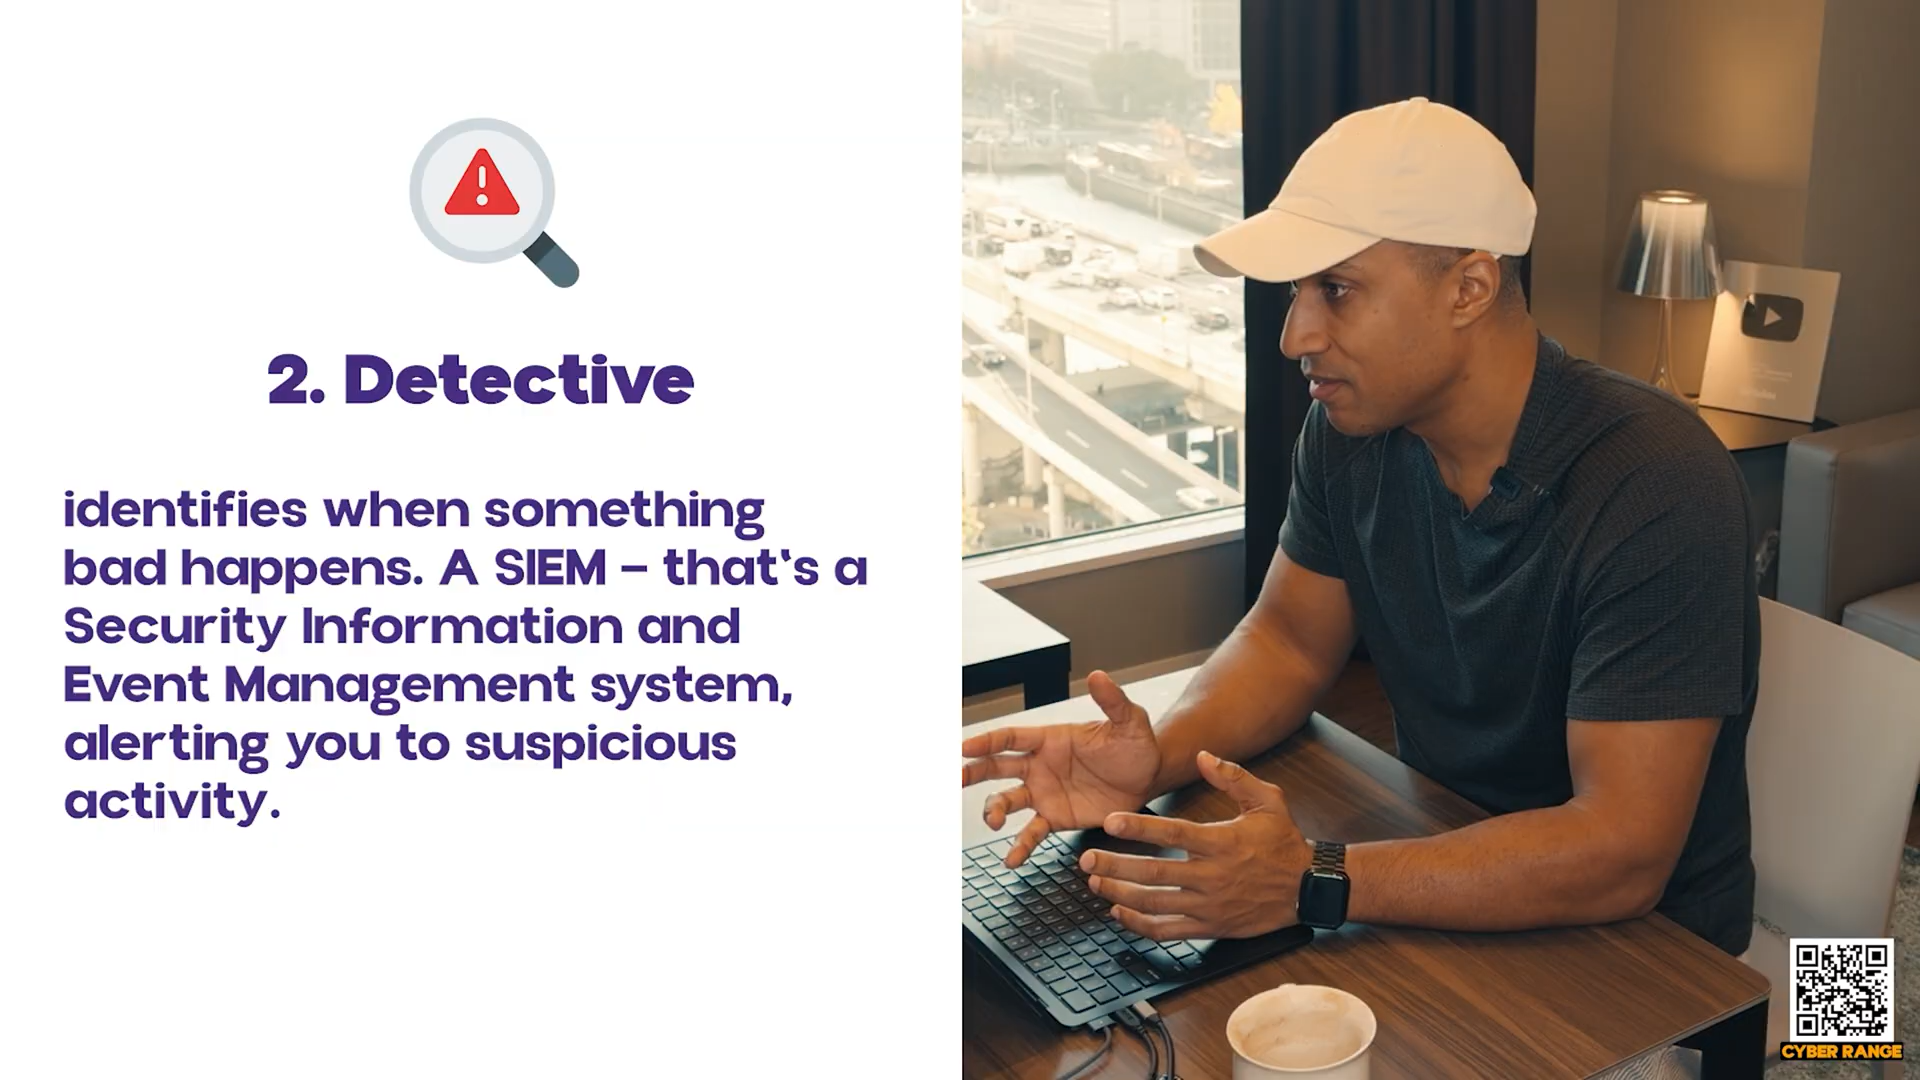 2. Detective
identifies when something
bad happens. A SIEM – that's a
Security Information and
Event Management system,
alerting you to suspicious
activity.
CYBER RANGE